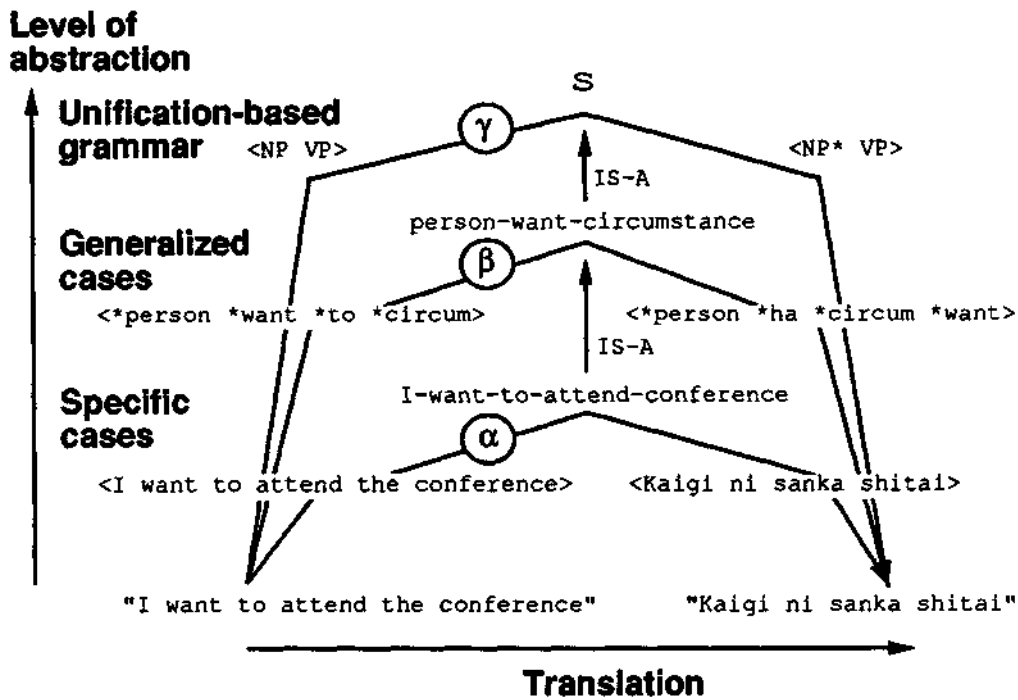 Level of
abstraction
S
Unification-based
grammar
γ
<NP VP>
<NP* VP>
IS-A
person-want-circumstance
Generalized
cases
β
<*person *want *to *circum>
<*person *ha *circum *want>
IS-A
I-want-to-attend-conference
Specific
cases
α
<I want to attend the conference>
<Kaigi ni sanka shitai>
"I want to attend the conference"
"Kaigi ni sanka shitai"
Translation